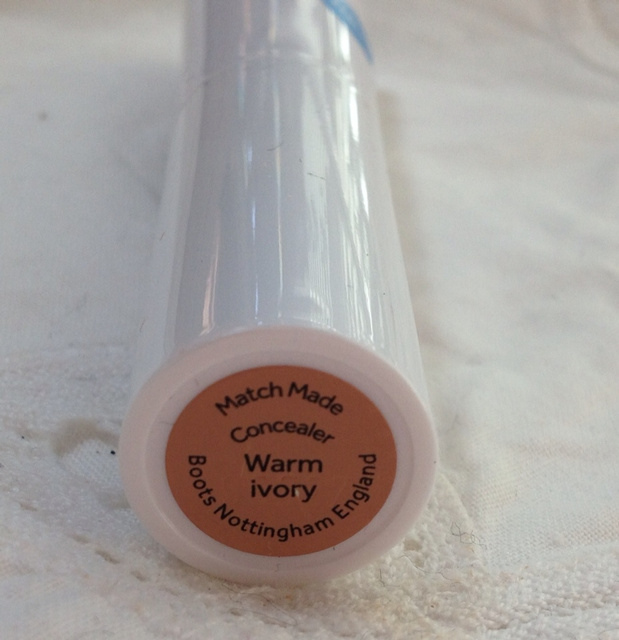 Match Made
Concealer
Warm
ivory
Boots Nottingham England